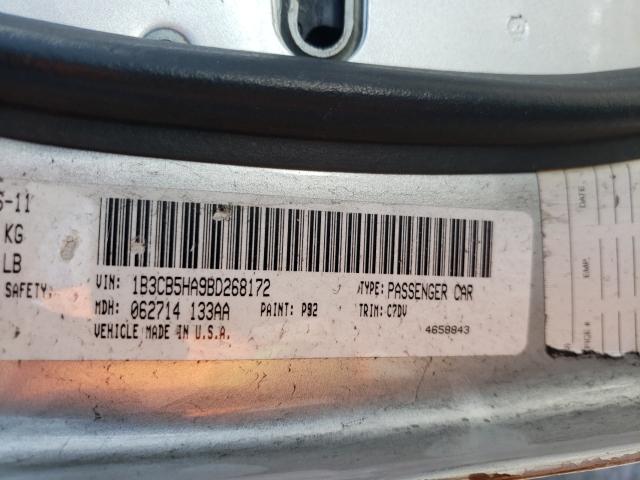 -11
KG
LB
SAFETY.
VIN: 1B3CB5HA9BD268172
TYPE: PASSENGER CAR
MDH: 062714 133AA
PAINT: P92
TRIM: C7DV
VEHICLE MADE IN U.S.A.
4658843
DATE
EMP.